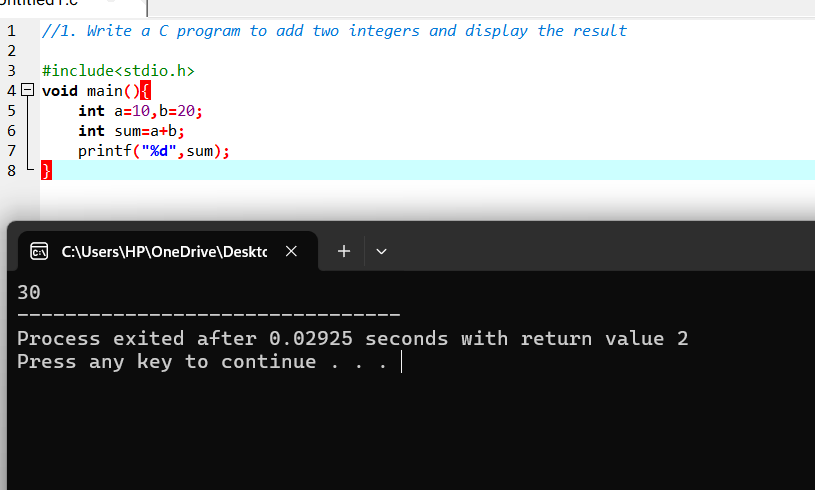 Untitled1.c
1 //1. Write a C program to add two integers and display the result
2
3 #include<stdio.h>
4 void main(){
5 int a=10,b=20;
6 int sum=a+b;
7 printf("%d",sum);
8 }
C:\Users\HP\OneDrive\Deskto
30
--------------------------------
Process exited after 0.02925 seconds with return value 2
Press any key to continue . . .